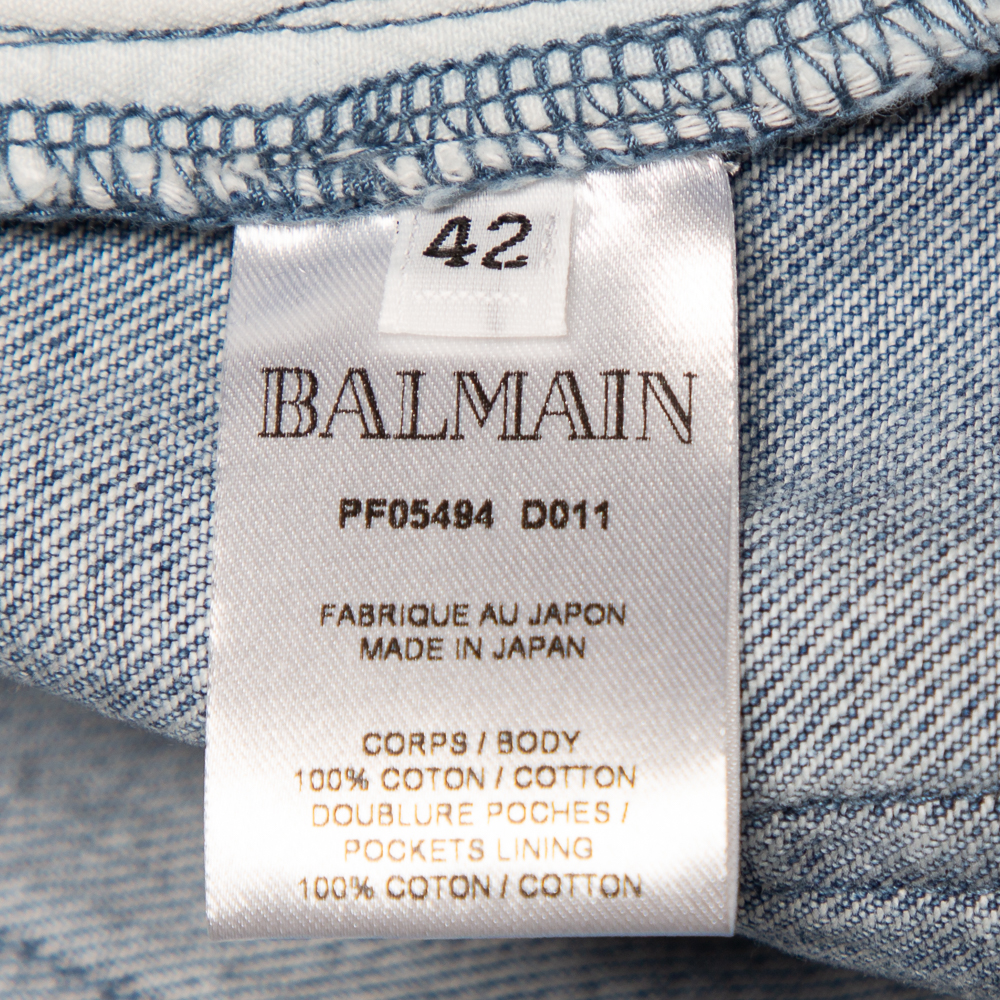 42
BALMAIN
PF05494 D011
FABRIQUE AU JAPON
MADE IN JAPAN
CORPS / BODY
100% COTON / COTTON
DOUBLURE POCHES /
POCKETS LINING
100% COTON / COTTON